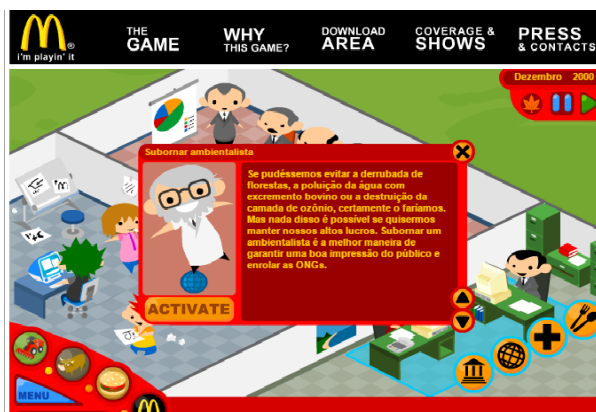 i'm playin' it
THE
GAME
WHY
THIS GAME?
DOWNLOAD
AREA
COVERAGE &
SHOWS
PRESS
& CONTACTS
Dezembro 2000
Subornar ambientalista
Se pudéssemos evitar a derrubada de
florestas, a poluição da água com
excremento bovino ou a destruição da
camada de ozônio, certamente o faríamos.
Mas nada disso é possível se quisermos
manter nossos altos lucros. Subornar um
ambientalista é a melhor maneira de
garantir uma boa impressão do público e
enrolar as ONGs.
ACTIVATE
MENU